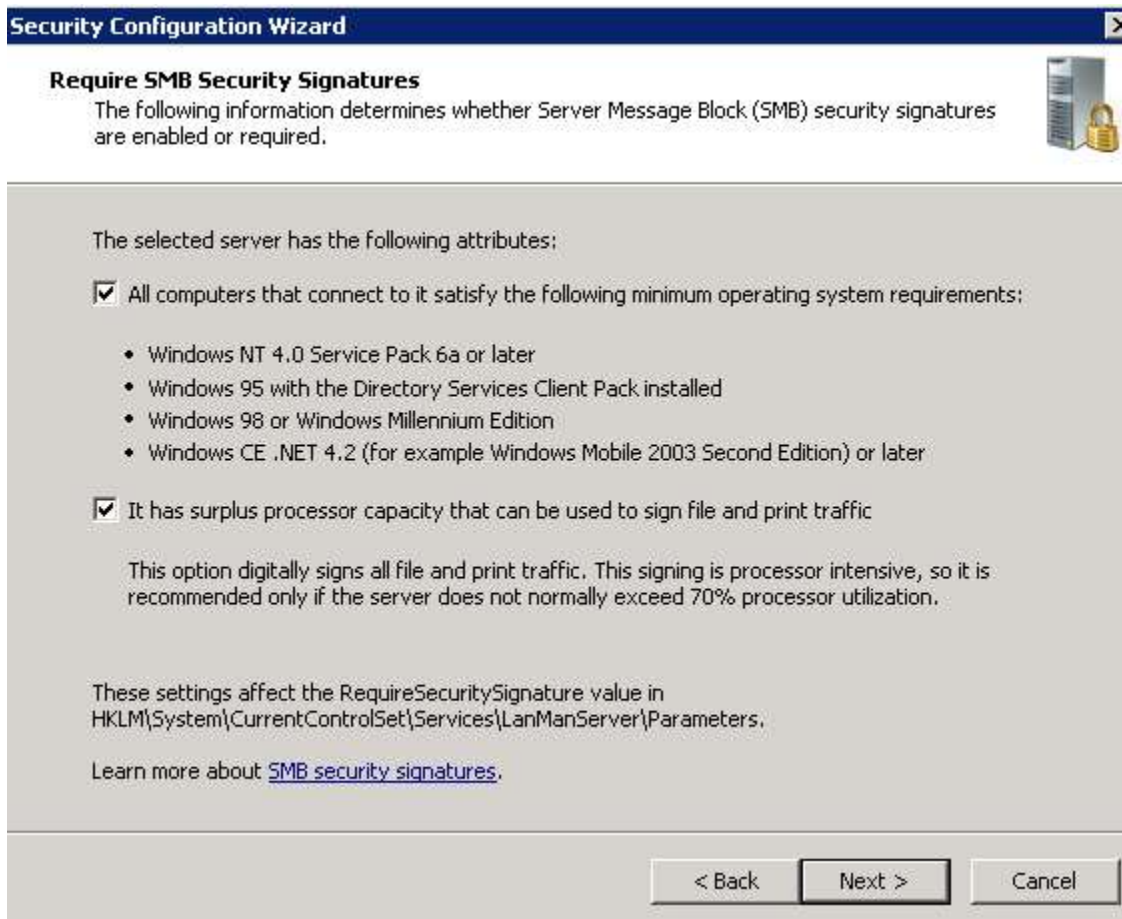 Security Configuration Wizard
Require SMB Security Signatures
The following information determines whether Server Message Block (SMB) security signatures
are enabled or required.
The selected server has the following attributes:
All computers that connect to it satisfy the following minimum operating system requirements:
• Windows NT 4.0 Service Pack 6a or later
• Windows 95 with the Directory Services Client Pack installed
• Windows 98 or Windows Millennium Edition
• Windows CE .NET 4.2 (for example Windows Mobile 2003 Second Edition) or later
It has surplus processor capacity that can be used to sign file and print traffic
This option digitally signs all file and print traffic. This signing is processor intensive, so it is
recommended only if the server does not normally exceed 70% processor utilization.
These settings affect the RequireSecuritySignature value in
HKLM\System\CurrentControlSet\Services\LanManServer\Parameters.
Learn more about SMB security signatures.
< Back Next > Cancel